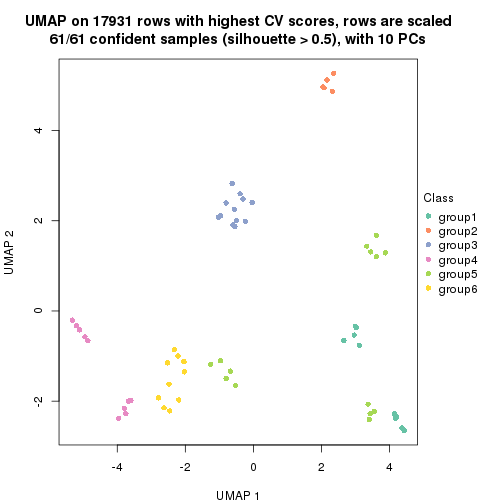 UMAP on 17931 rows with highest CV scores, rows are scaled
61/61 confident samples (silhouette > 0.5), with 10 PCs
UMAP 2
4
2
0
-2
-4
-2
0
2
4
UMAP 1
Class
group1
group2
group3
group4
group5
group6